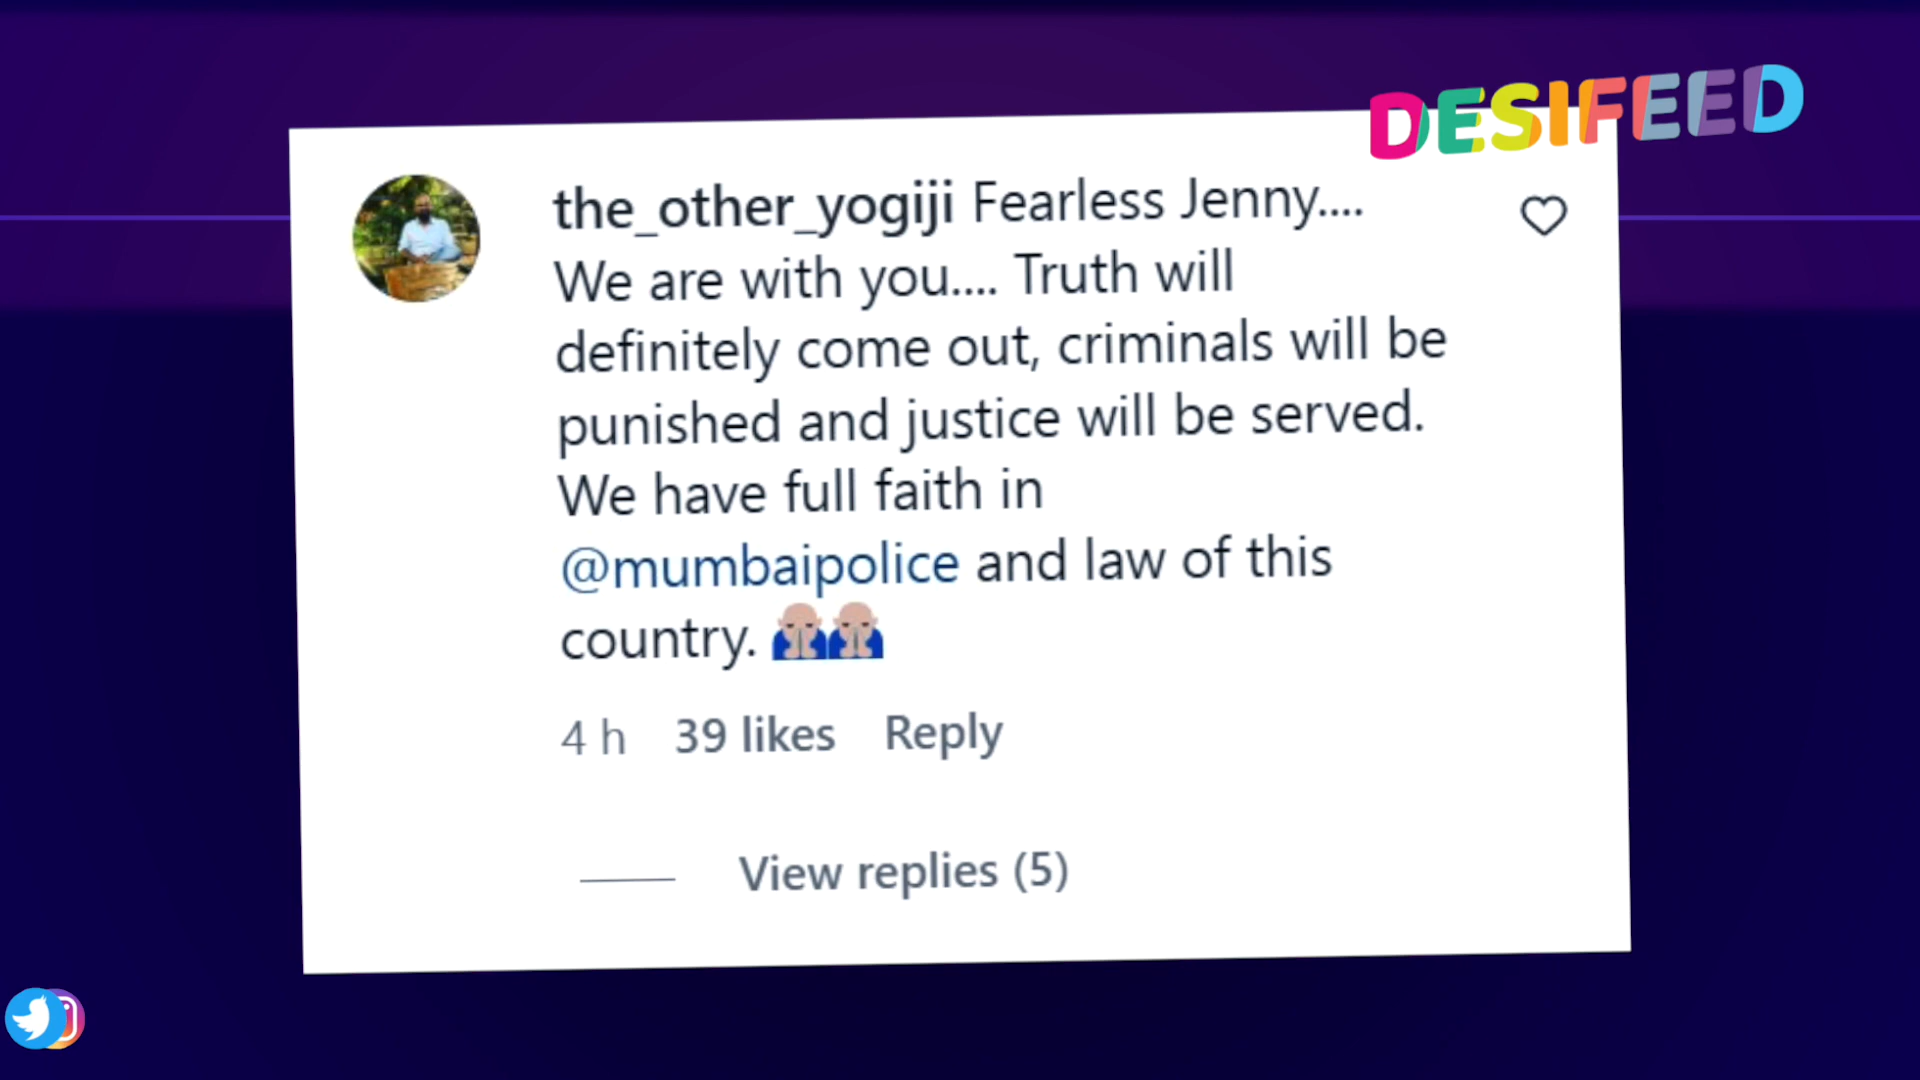 DESIFEED
the_other_yogiji Fearless Jenny....
We are with you.... Truth will
definitely come out, criminals will be
punished and justice will be served.
We have full faith in
@mumbaipolice and law of this
country.
4 h 39 likes Reply
View replies (5)